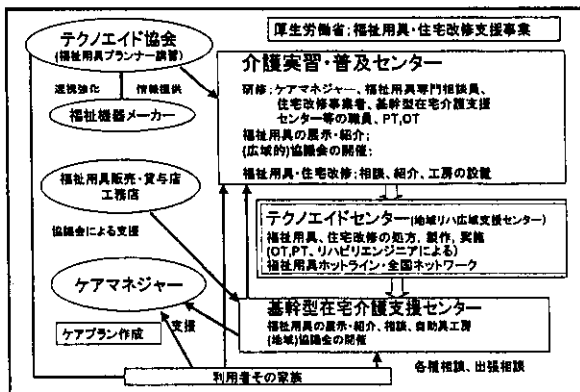 厚生労働省;福祉用具・住宅改修支援事業
テクノエイド協会
(福祉用具プランナー講習)
連携強化
情報提供
福祉機器メーカー
介護実習・普及センター
研修;ケアマネジャー、福祉用具専門相談員、
住宅改修事業者、基幹型在宅介護支援
センター等の職員、PT,OT
福祉用具の展示・紹介;
(広域的)協議会の開催;
福祉用具・住宅改修;相談、紹介、工房の設置
福祉用具販売・貸与店
工務店
協議会による支援
テクノエイドセンター(地域リハ広域支援センター)
福祉用具、住宅改修の処方, 製作, 実施
(OT,PT、リハビリエンジニアによる)
福祉用具ホットライン・全国ネットワーク
ケアマネジャー
支援
ケアプラン作成
基幹型在宅介護支援センター
福祉用具の展示・紹介、相談、自助具工房
(地域)協議会の開催
各種相談、出張相談
利用者その家族